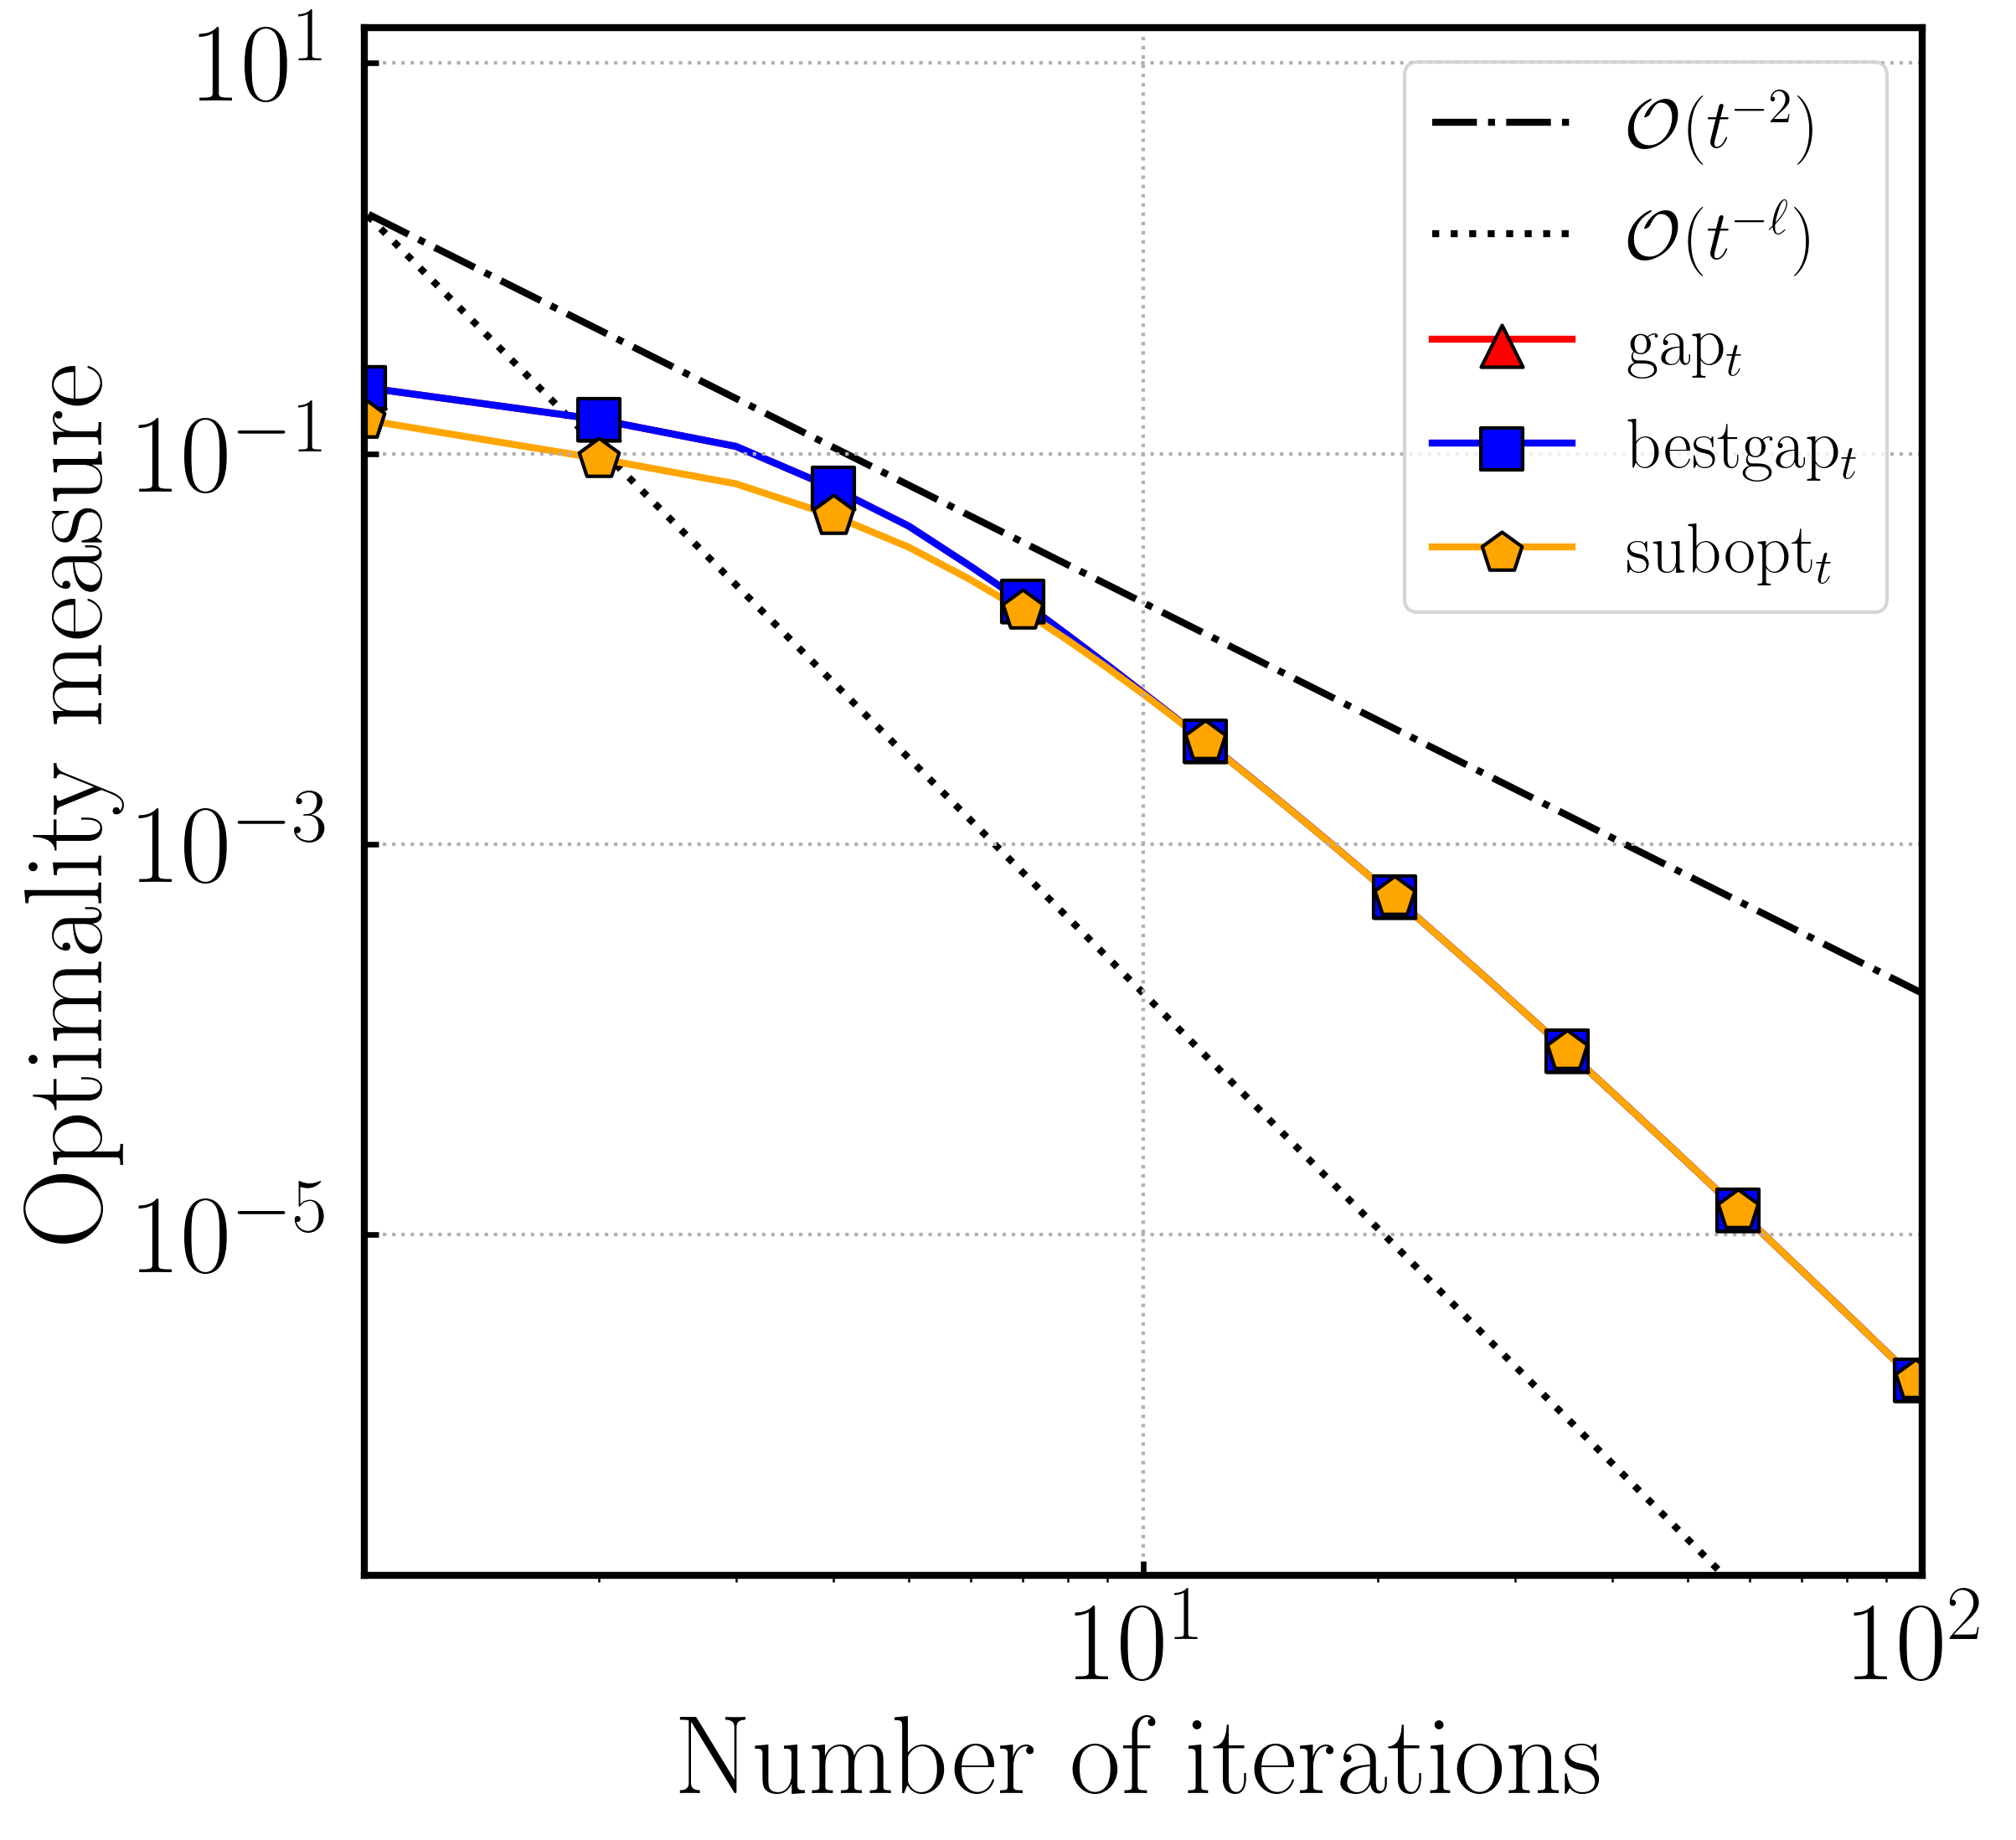 Optimality measure
10^1
10^−1
10^−3
10^−5
𝒪(t^−2)
𝒪(t^−ℓ)
gap_t
bestgap_t
subopt_t
10^1
10^2
Number of iterations